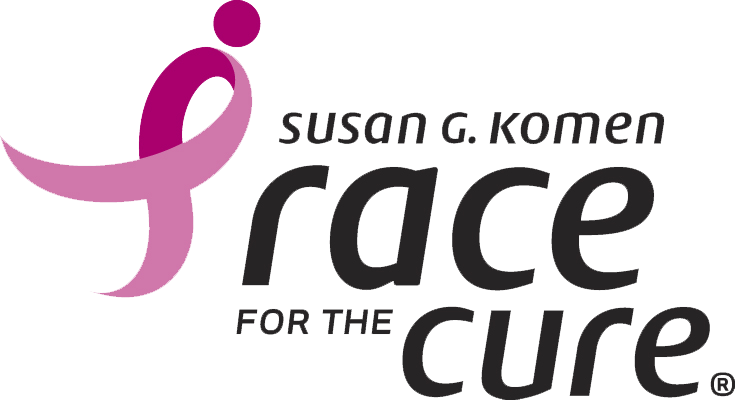 susan G. Komen
race
FOR THE
cure®